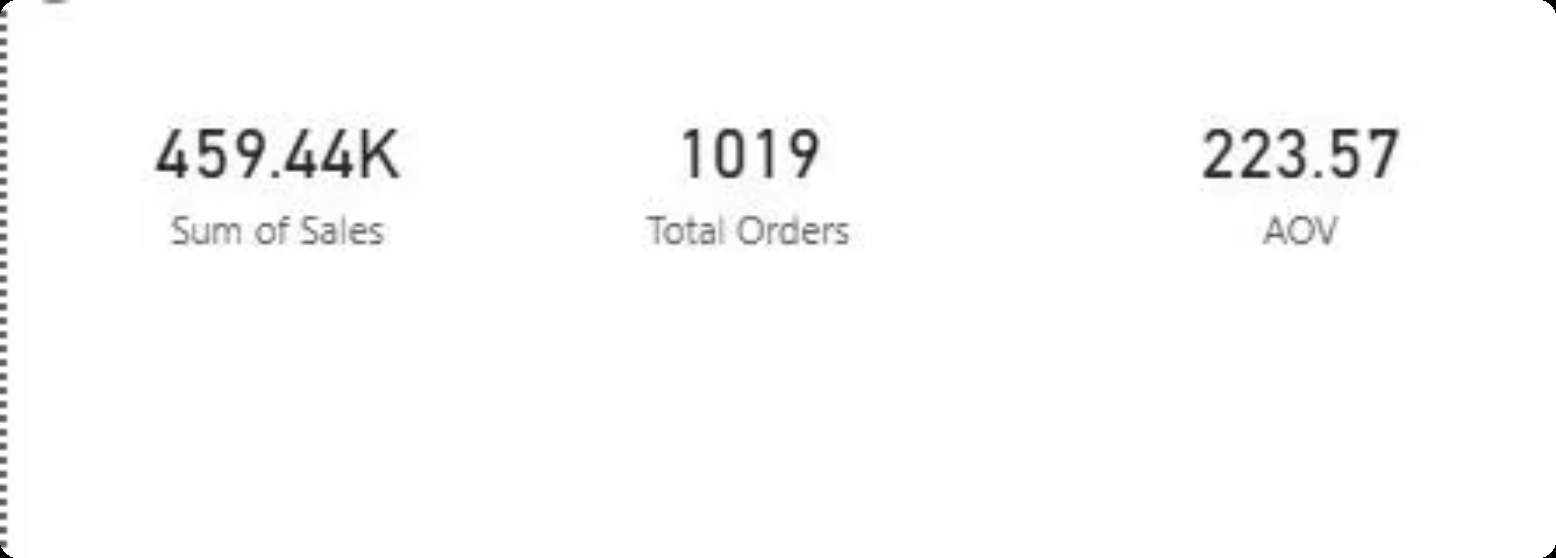 459.44K 1019 223.57
Sum of Sales Total Orders AOV